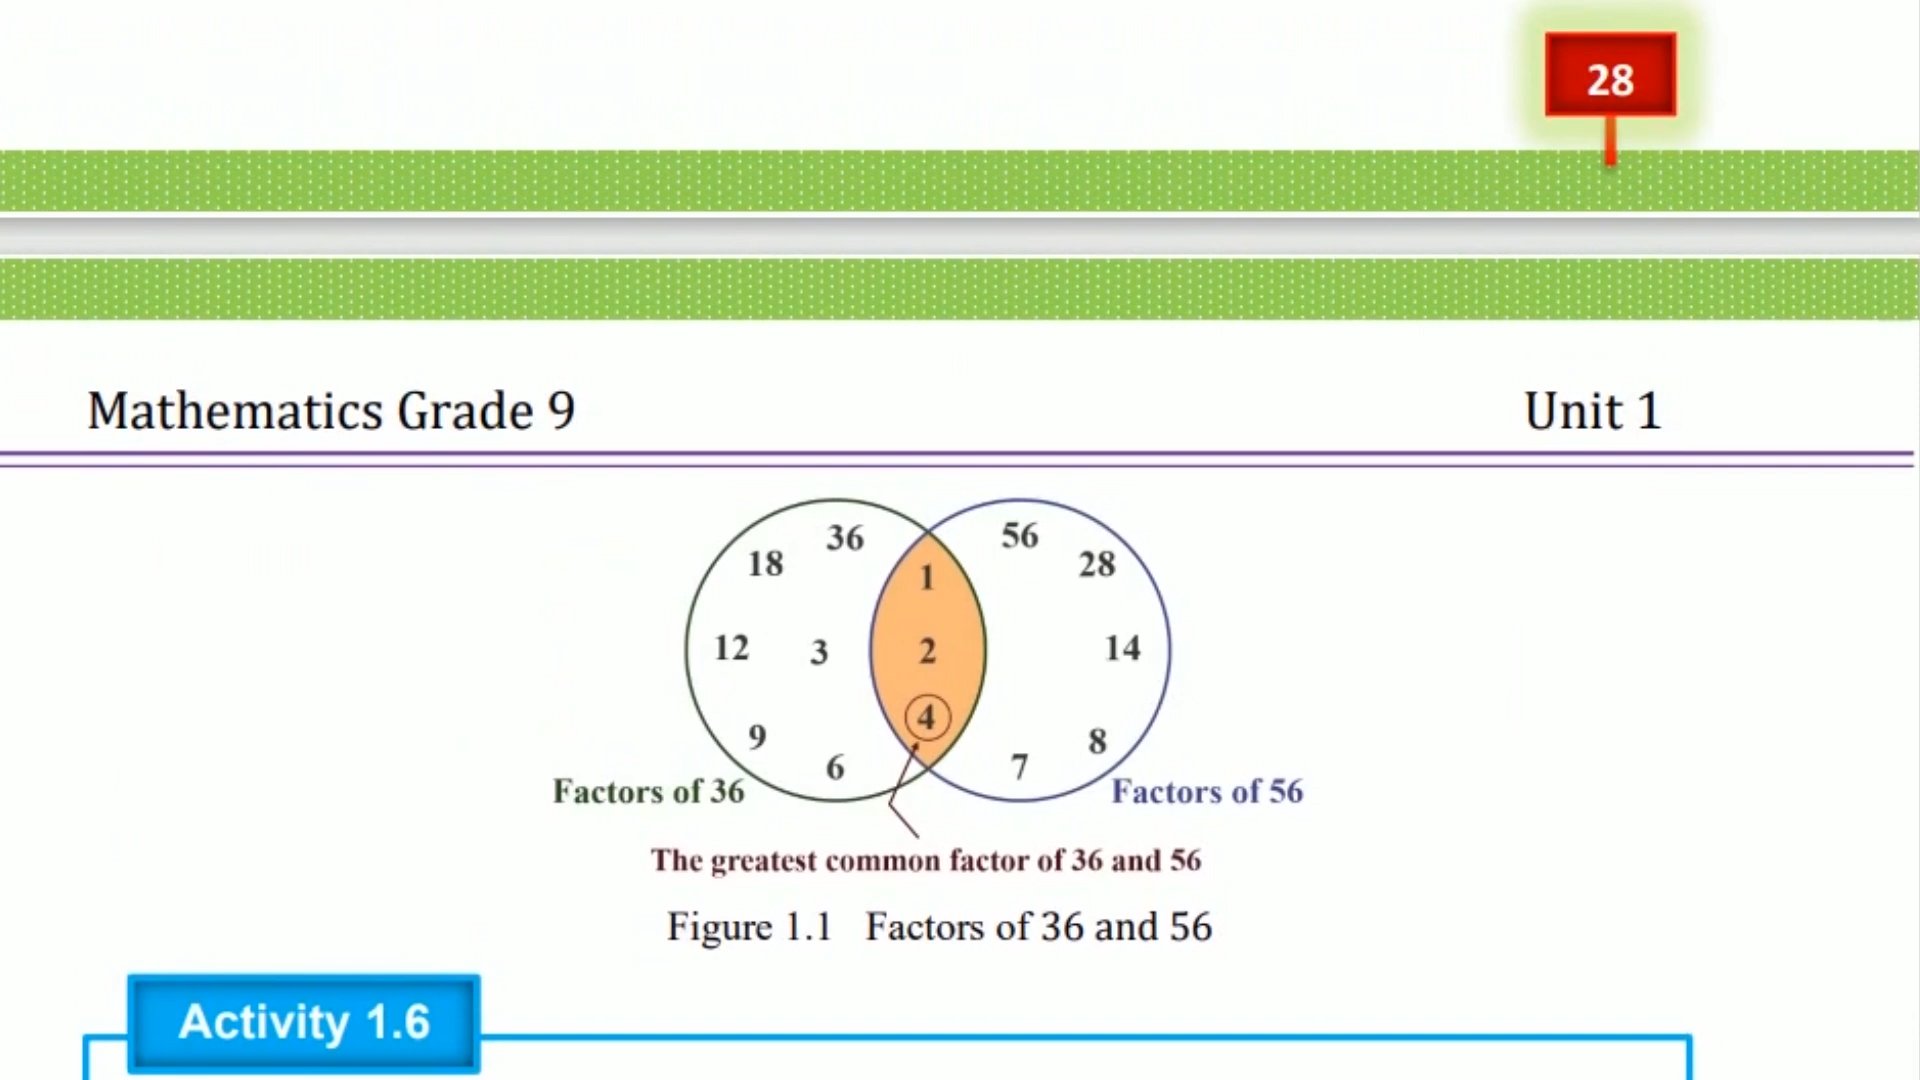 28
Mathematics Grade 9 Unit 1
36 56
18 28
1
12 3 2 14
4
9 8
6 7
Factors of 36 Factors of 56
The greatest common factor of 36 and 56
Figure 1.1 Factors of 36 and 56
Activity 1.6